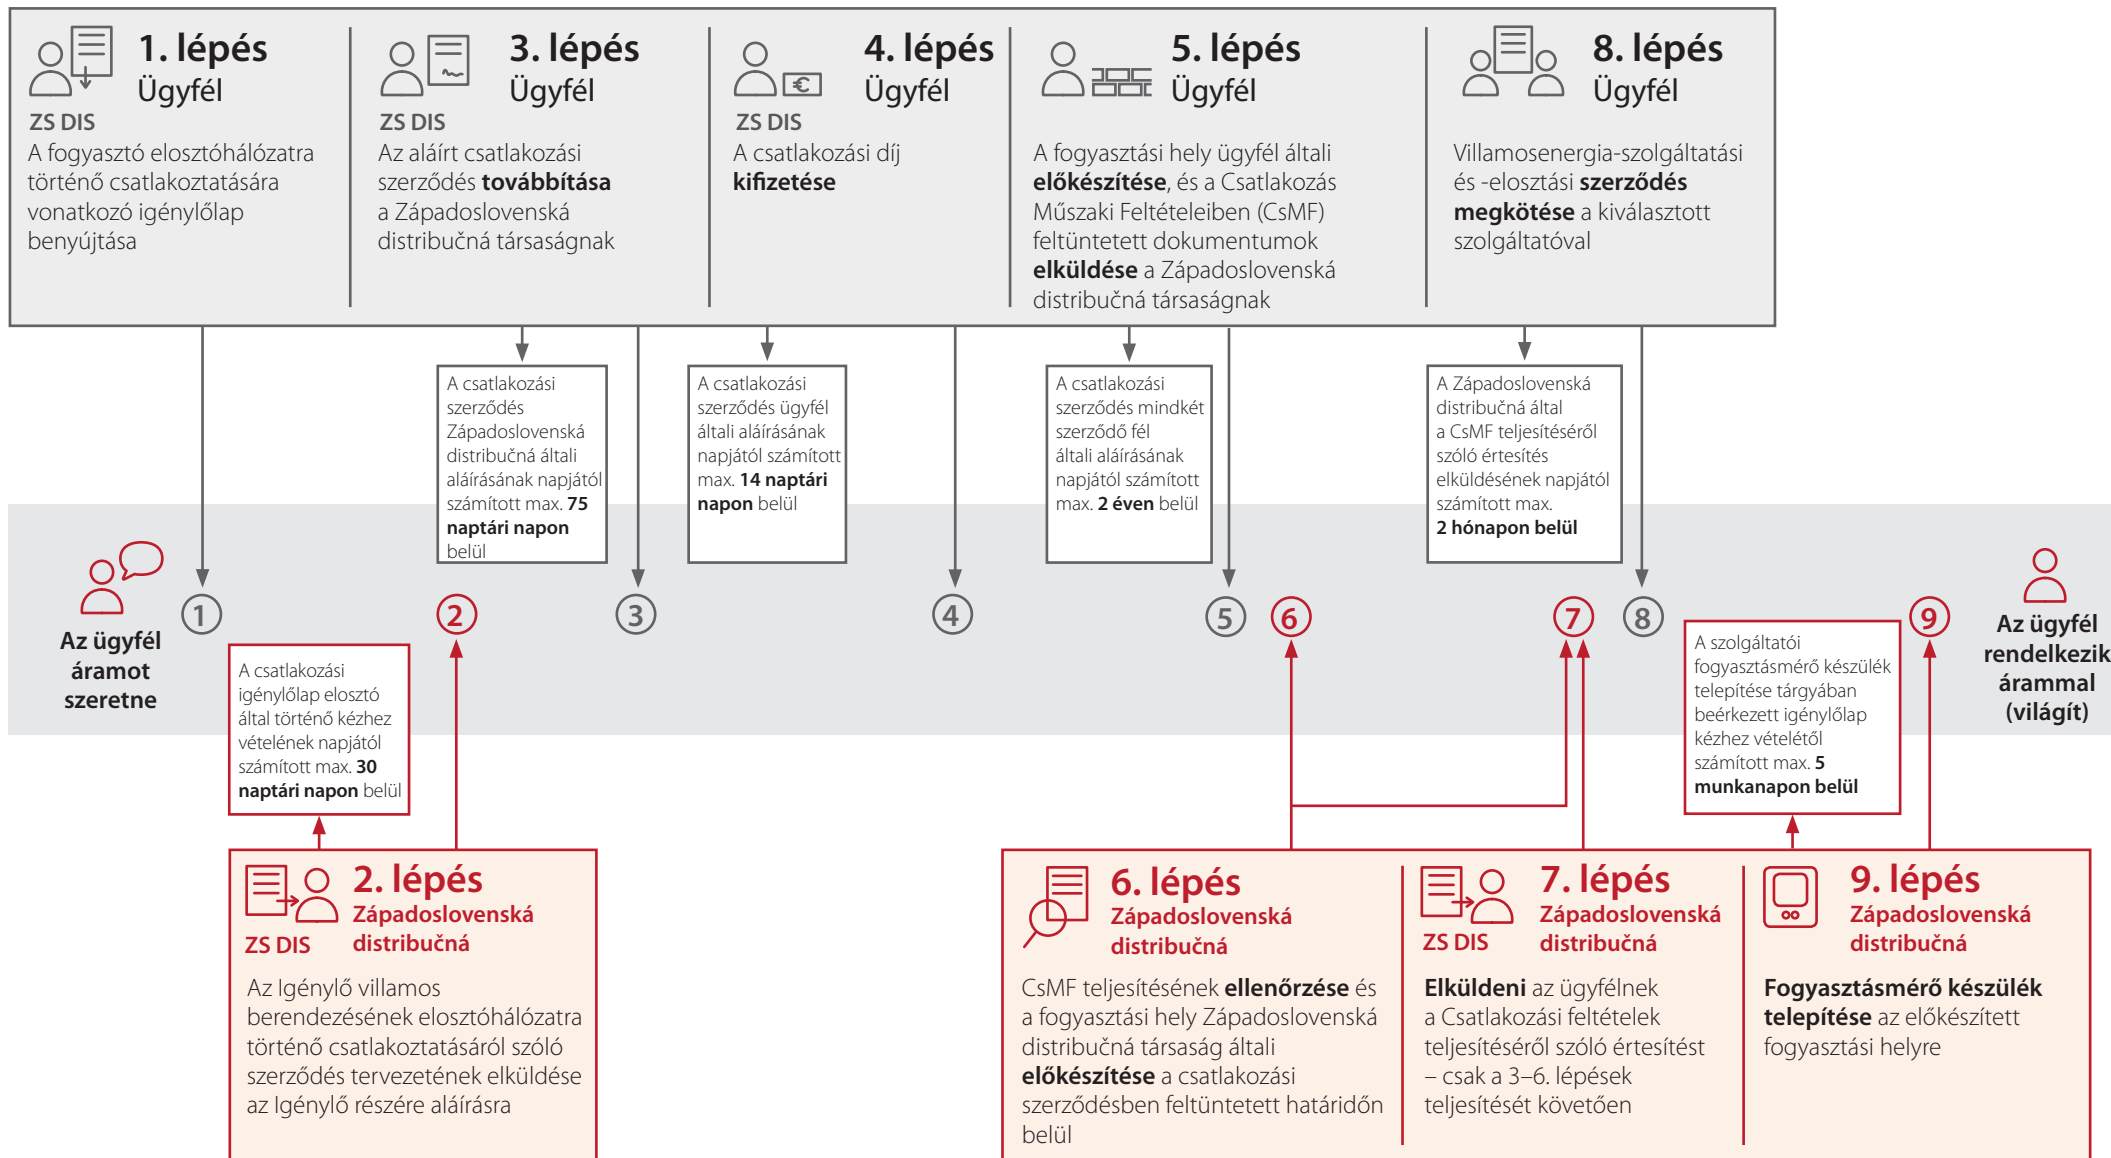 1. lépés
Ügyfél
ZS DIS
A fogyasztó elosztóhálózatra
történő csatlakoztatására
vonatkozó igénylőlap
benyújtása
3. lépés
Ügyfél
ZS DIS
Az aláírt csatlakozási
szerződés továbbítása
a Západoslovenská
distribučná társaságnak
4. lépés
Ügyfél
€
ZS DIS
A csatlakozási díj
kifizetése
5. lépés
Ügyfél
A fogyasztási hely ügyfél általi
előkészítése, és a Csatlakozás
Műszaki Feltételeiben (CsMF)
feltüntetett dokumentumok
elküldése a Západoslovenská
distribučná társaságnak
8. lépés
Ügyfél
Villamosenergia-szolgáltatási
és -elosztási szerződés
megkötése a kiválasztott
szolgáltatóval
A csatlakozási
szerződés
Západoslovenská
distribučná általi
aláírásának napjától
számított max. 75
naptári napon
belül
A csatlakozási
szerződés ügyfél
általi aláírásának
napjától számított
max. 14 naptári
napon belül
A csatlakozási
szerződés mindkét
szerződő fél
általi aláírásának
napjától számított
max. 2 éven belül
A Západoslovenská
distribučná által
a CsMF teljesítéséről
szóló értesítés
elküldésének napjától
számított max.
2 hónapon belül
Az ügyfél
áramot
szeretne
1
2
3
4
5
6
7
8
9
Az ügyfél
rendelkezik
árammal
(világít)
A csatlakozási
igénylőlap elosztó
által történő kézhez
vételének napjától
számított max. 30
naptári napon belül
A szolgáltatói
fogyasztásmérő készülék
telepítése tárgyában
beérkezett igénylőlap
kézhez vételétől
számított max. 5
munkanapon belül
2. lépés
Západoslovenská
distribučná
ZS DIS
Az Igénylő villamos
berendezésének elosztóhálózatra
történő csatlakoztatásáról szóló
szerződés tervezetének elküldése
az Igénylő részére aláírásra
6. lépés
Západoslovenská
distribučná
CsMF teljesítésének ellenőrzése és
a fogyasztási hely Západoslovenská
distribučná társaság általi
előkészítése a csatlakozási
szerződésben feltüntetett határidőn
belül
7. lépés
Západoslovenská
distribučná
ZS DIS
Elküldeni az ügyfélnek
a Csatlakozási feltételek
teljesítéséről szóló értesítést
– csak a 3–6. lépések
teljesítését követően
9. lépés
Západoslovenská
distribučná
Fogyasztásmérő készülék
telepítése az előkészített
fogyasztási helyre